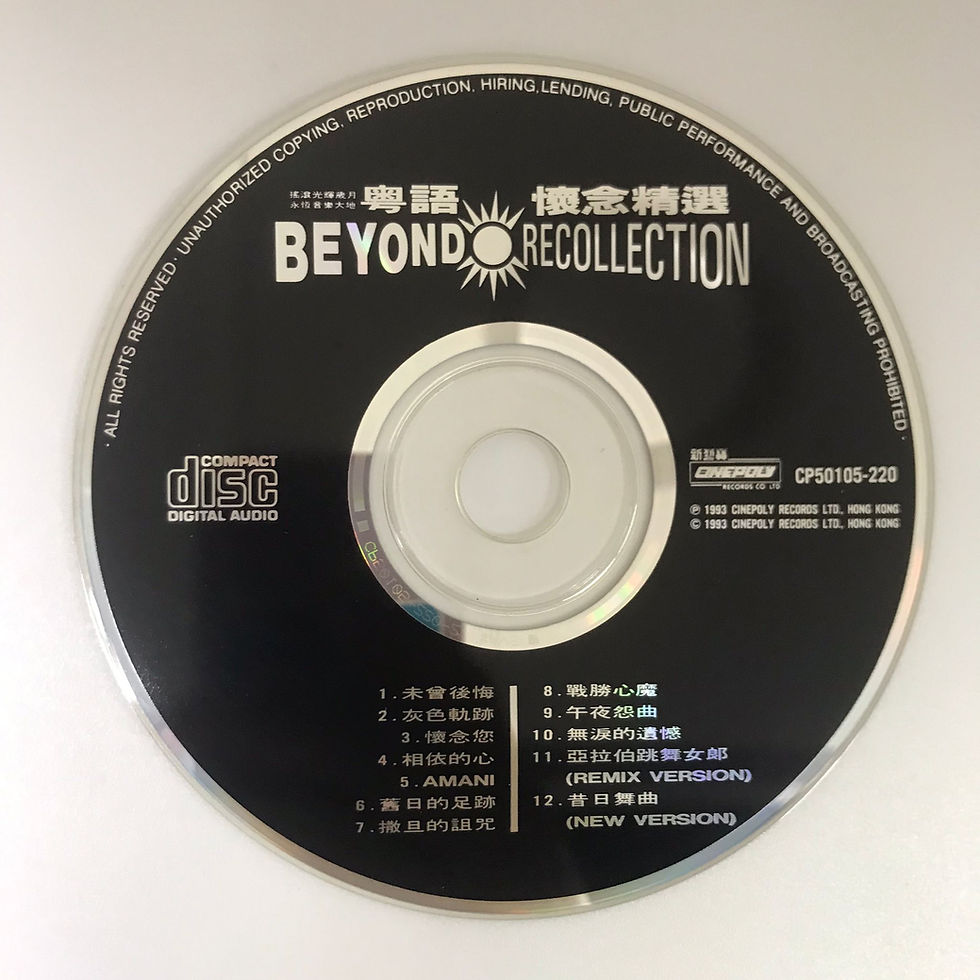 · ALL RIGHTS RESERVED · UNAUTHORIZED COPYING, REPRODUCTION, HIRING, LENDING, PUBLIC PERFORMANCE AND BROADCASTING PROHIBITED ·
搖滾光輝歲月
永恆音樂大地
粵語 懷念精選
BEYOND RECOLLECTION
COMPACT
disc
DIGITAL AUDIO
新藝寶
CINEPOLY
RECORDS CO LTD
CP50105-220
℗ 1993 CINEPOLY RECORDS LTD., HONG KONG
© 1993 CINEPOLY RECORDS LTD., HONG KONG
1. 未曾後悔
2. 灰色軌跡
3. 懷念您
4. 相依的心
5. AMANI
6. 舊日的足跡
7. 撒旦的詛咒
8. 戰勝心魔
9. 午夜怨曲
10. 無淚的遺憾
11. 亞拉伯跳舞女郎
(REMIX VERSION)
12. 昔日舞曲
(NEW VERSION)